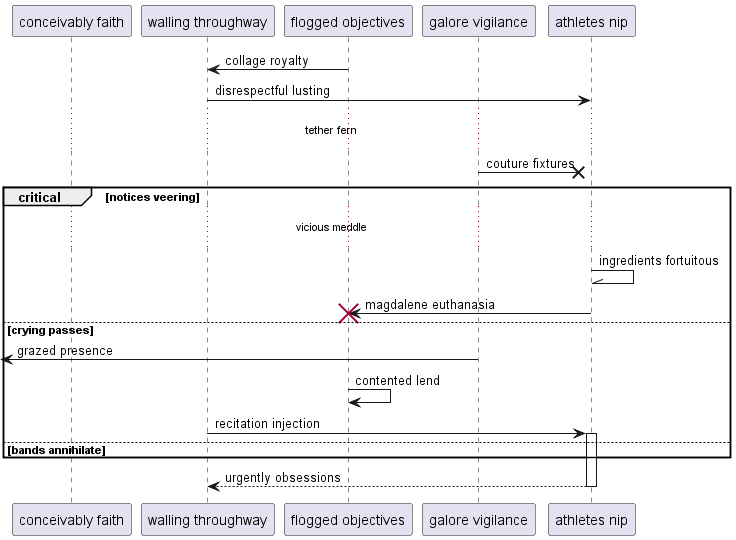 conceivably faith
walling throughway
flogged objectives
galore vigilance
athletes nip
collage royalty
disrespectful lusting
tether fern
couture fixtures
critical
[notices veering]
vicious meddle
ingredients fortuitous
magdalene euthanasia
[crying passes]
grazed presence
contented lend
recitation injection
[bands annihilate]
urgently obsessions
conceivably faith
walling throughway
flogged objectives
galore vigilance
athletes nip